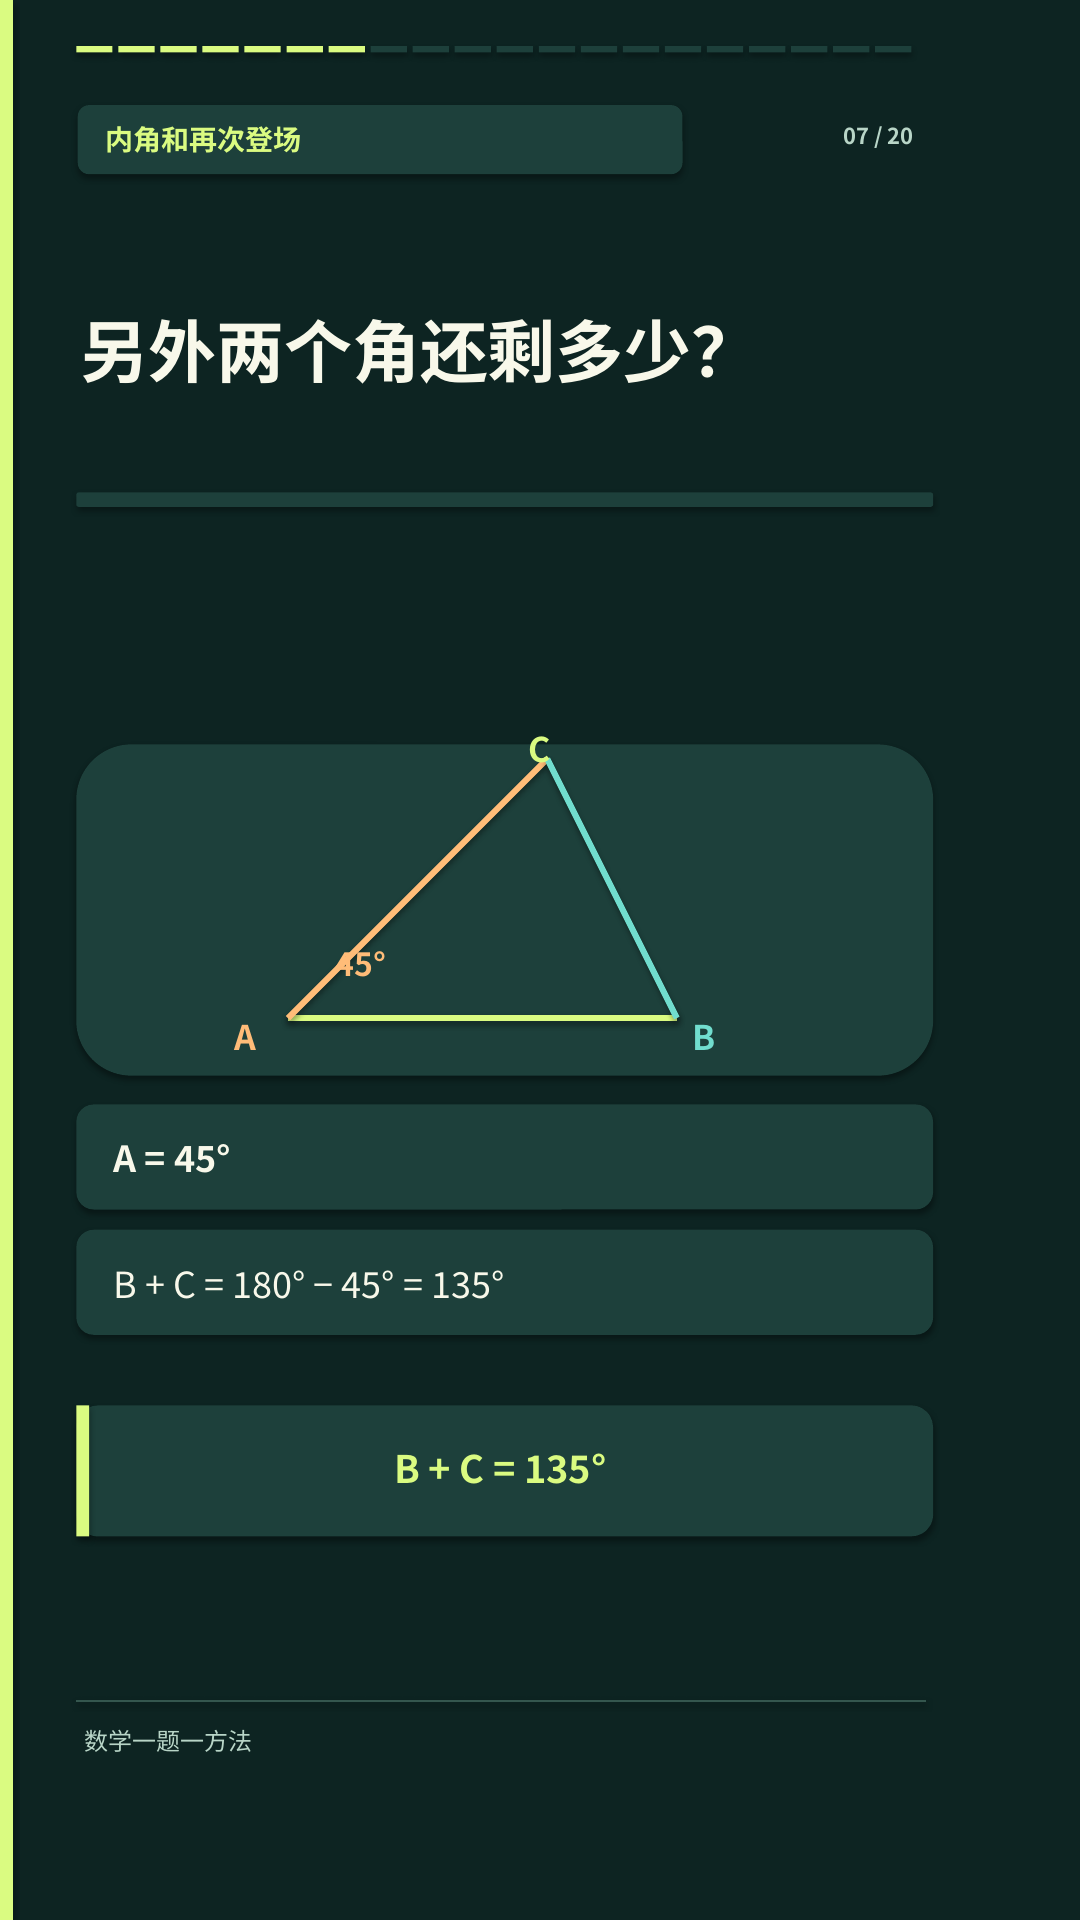 内角和再次登场
07 / 20
另外两个角还剩多少？
C
45°
A
B
A = 45°
B + C = 180° − 45° = 135°
B + C = 135°
数学一题一方法